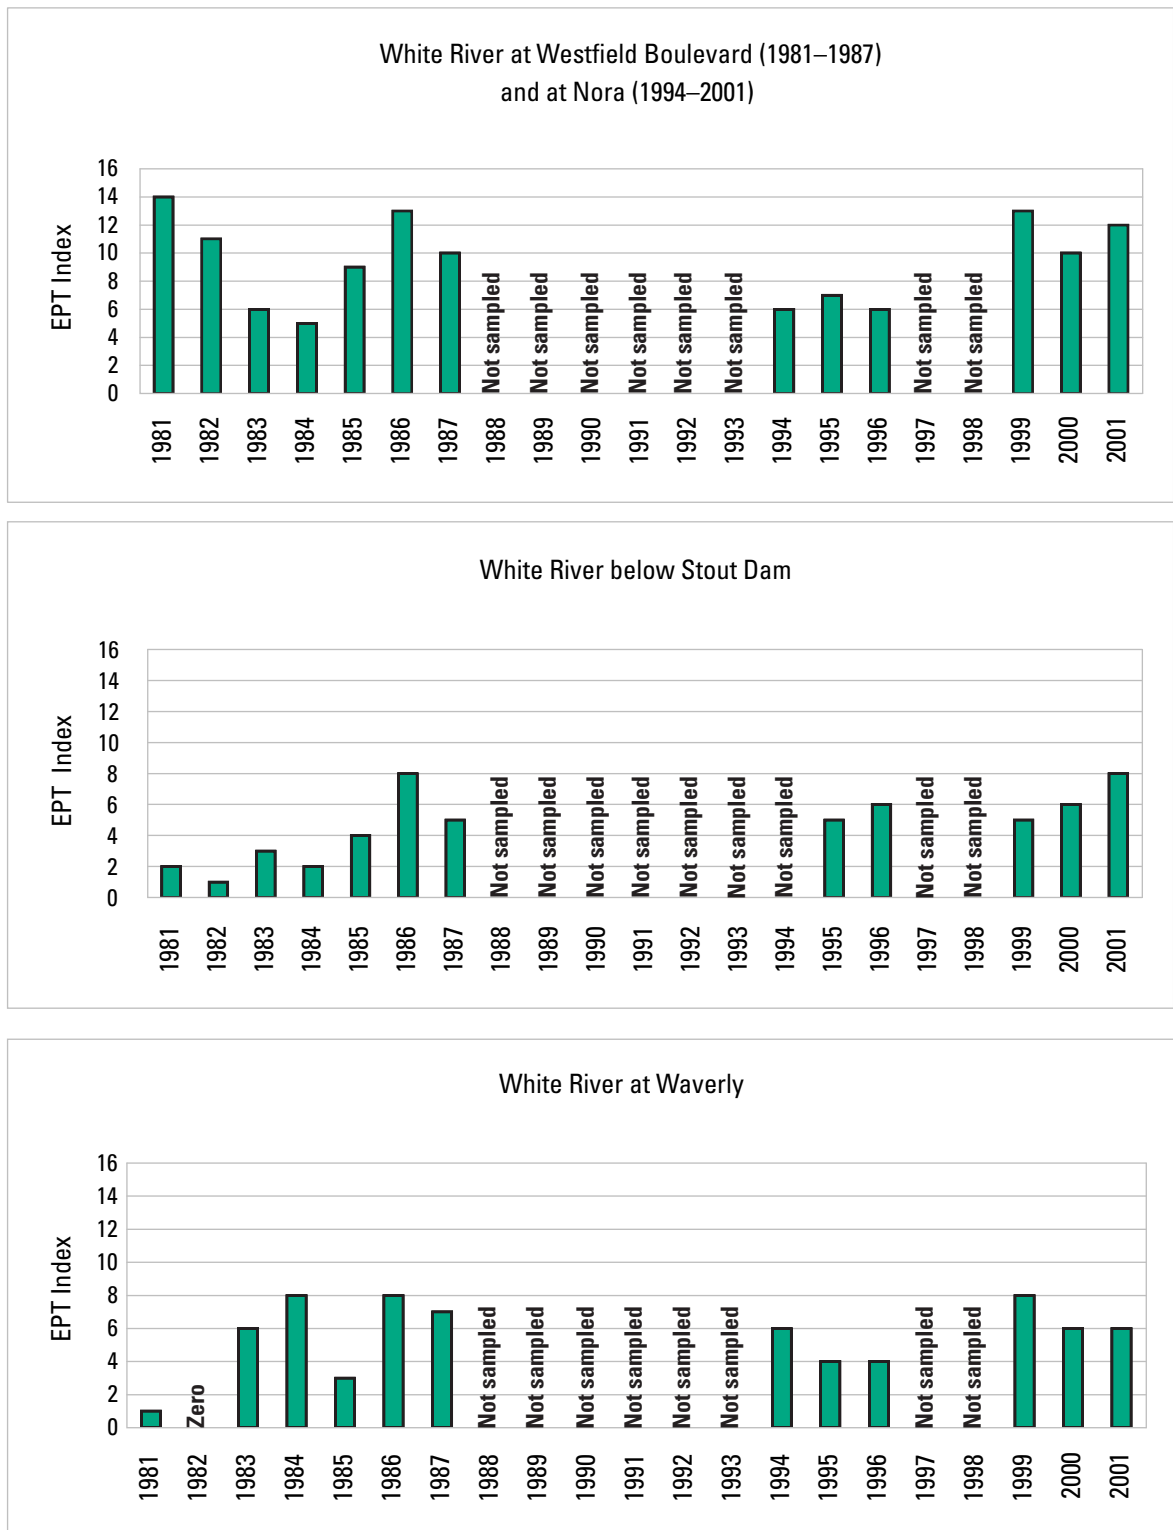 White River at Westfield Boulevard (1981–1987)
and at Nora (1994–2001)
EPT Index
16
14
12
10
8
6
4
2
0
Not sampled
Not sampled
Not sampled
Not sampled
Not sampled
Not sampled
Not sampled
Not sampled
1981
1982
1983
1984
1985
1986
1987
1988
1989
1990
1991
1992
1993
1994
1995
1996
1997
1998
1999
2000
2001
White River below Stout Dam
EPT Index
16
14
12
10
8
6
4
2
0
Not sampled
Not sampled
Not sampled
Not sampled
Not sampled
Not sampled
Not sampled
Not sampled
Not sampled
1981
1982
1983
1984
1985
1986
1987
1988
1989
1990
1991
1992
1993
1994
1995
1996
1997
1998
1999
2000
2001
White River at Waverly
EPT Index
16
14
12
10
8
6
4
2
0
Zero
Not sampled
Not sampled
Not sampled
Not sampled
Not sampled
Not sampled
Not sampled
Not sampled
1981
1982
1983
1984
1985
1986
1987
1988
1989
1990
1991
1992
1993
1994
1995
1996
1997
1998
1999
2000
2001